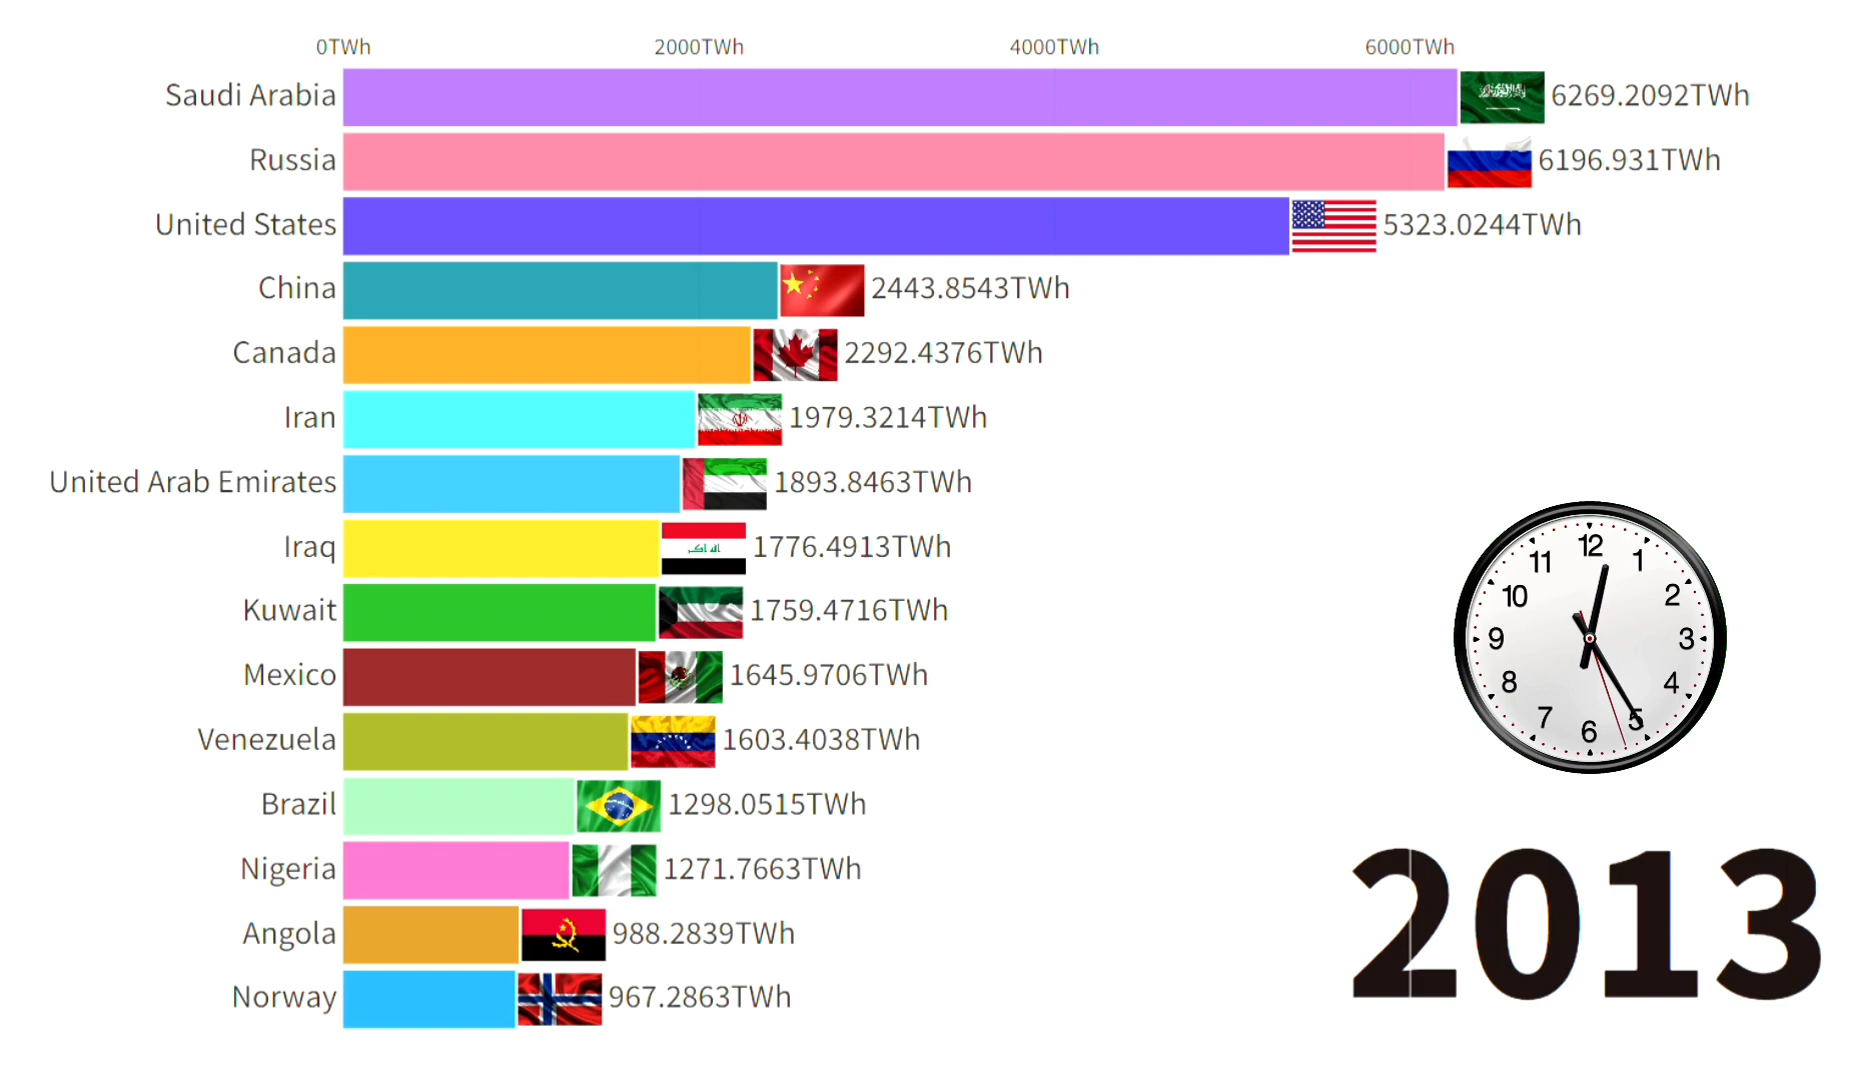 0TWh 2000TWh 4000TWh 6000TWh
Saudi Arabia 6269.2092TWh
Russia 6196.931TWh
United States 5323.0244TWh
China 2443.8543TWh
Canada 2292.4376TWh
Iran 1979.3214TWh
United Arab Emirates 1893.8463TWh
Iraq 1776.4913TWh
Kuwait 1759.4716TWh
Mexico 1645.9706TWh
Venezuela 1603.4038TWh
Brazil 1298.0515TWh
Nigeria 1271.7663TWh
Angola 988.2839TWh
Norway 967.2863TWh
12
11 1
10 2
9 3
8 4
7 5
6
2013